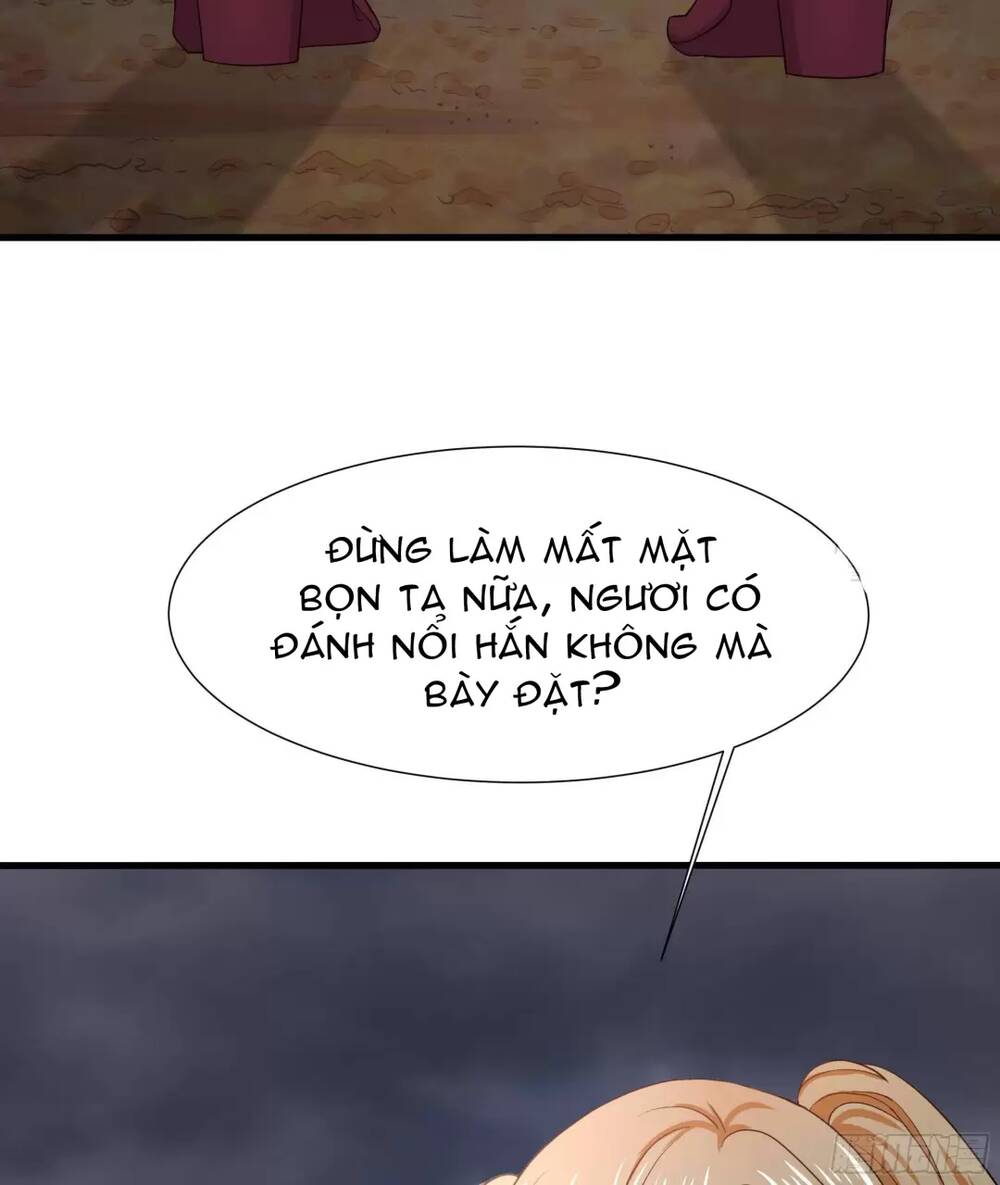 ĐỪNG LÀM MẤT MẶT
BỌN TA NỮA, NGƯƠI CÓ
ĐÁNH NỔI HẮN KHÔNG MÀ
BÀY ĐẶT?